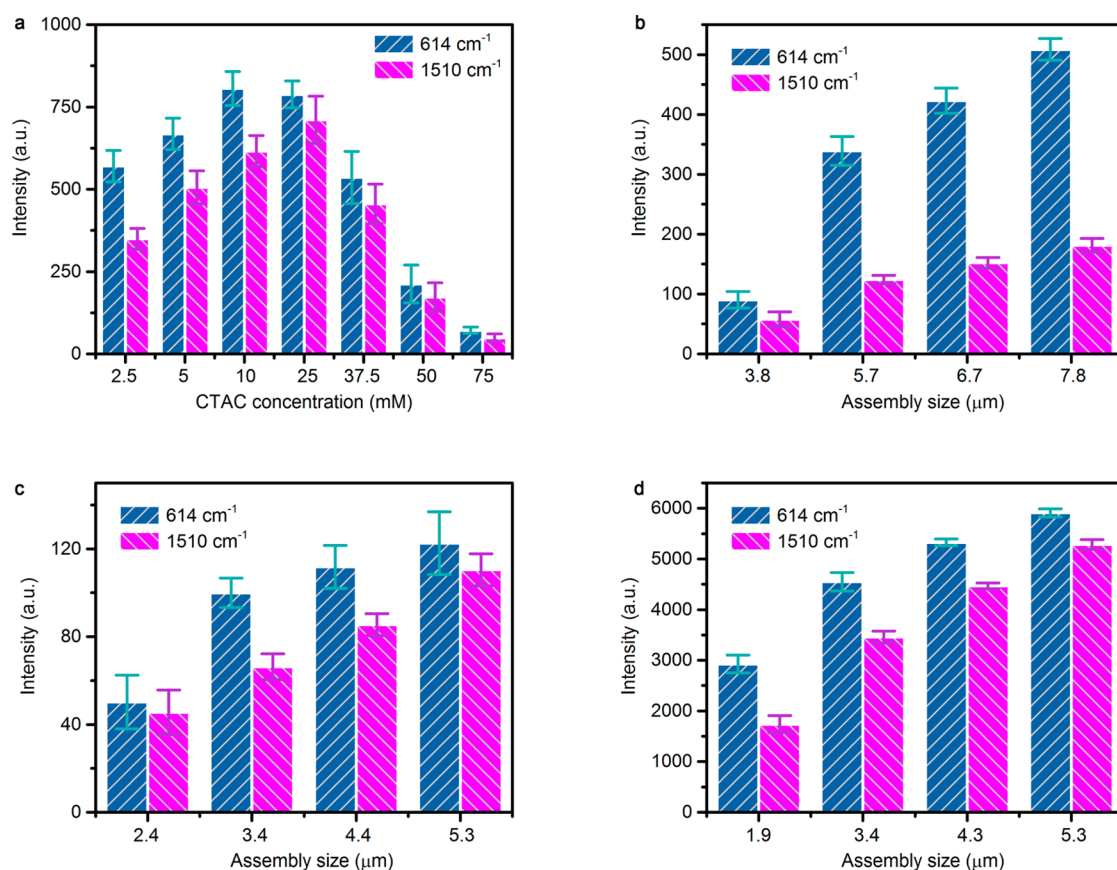 a
1000
750
500
250
0
Intensity (a.u.)
614 cm⁻¹
1510 cm⁻¹
2.5 5 10 25 37.5 50 75
CTAC concentration (mM)
b
500
400
300
200
100
0
Intensity (a.u.)
614 cm⁻¹
1510 cm⁻¹
3.8 5.7 6.7 7.8
Assembly size (μm)
c
120
80
40
0
Intensity (a.u.)
614 cm⁻¹
1510 cm⁻¹
2.4 3.4 4.4 5.3
Assembly size (μm)
d
6000
5000
4000
3000
2000
1000
0
Intensity (a.u.)
614 cm⁻¹
1510 cm⁻¹
1.9 3.4 4.3 5.3
Assembly size (μm)